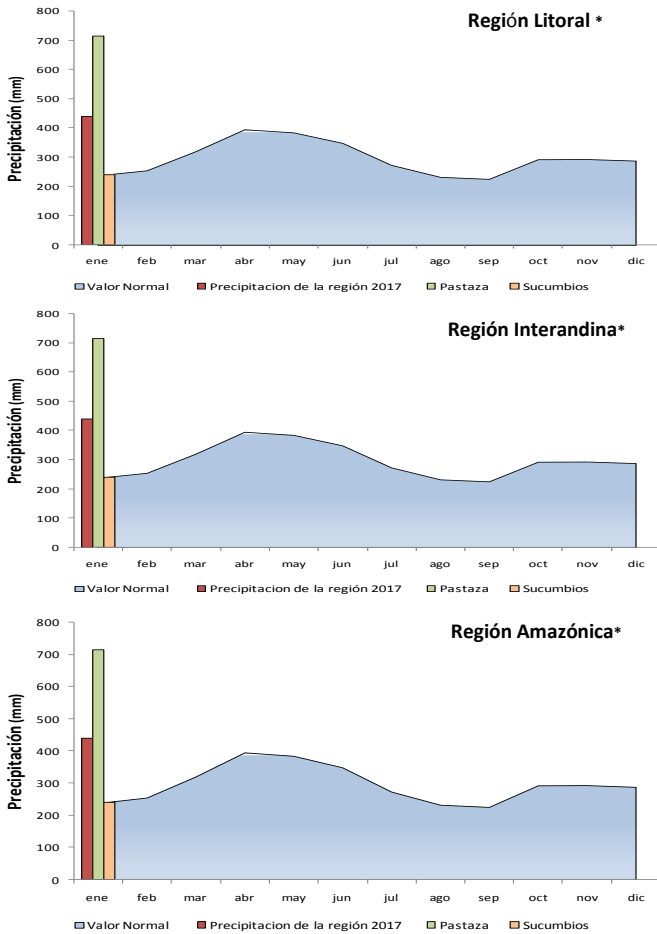 Región Litoral *
Precipitación (mm)
800
700
600
500
400
300
200
100
0
ene feb mar abr may jun jul ago sep oct nov dic
Valor Normal Precipitacion de la región 2017 Pastaza Sucumbios
Región Interandina*
Precipitación (mm)
800
700
600
500
400
300
200
100
0
ene feb mar abr may jun jul ago sep oct nov dic
Valor Normal Precipitacion de la región 2017 Pastaza Sucumbios
Región Amazónica*
Precipitación (mm)
800
700
600
500
400
300
200
100
0
ene feb mar abr may jun jul ago sep oct nov dic
Valor Normal Precipitacion de la región 2017 Pastaza Sucumbios